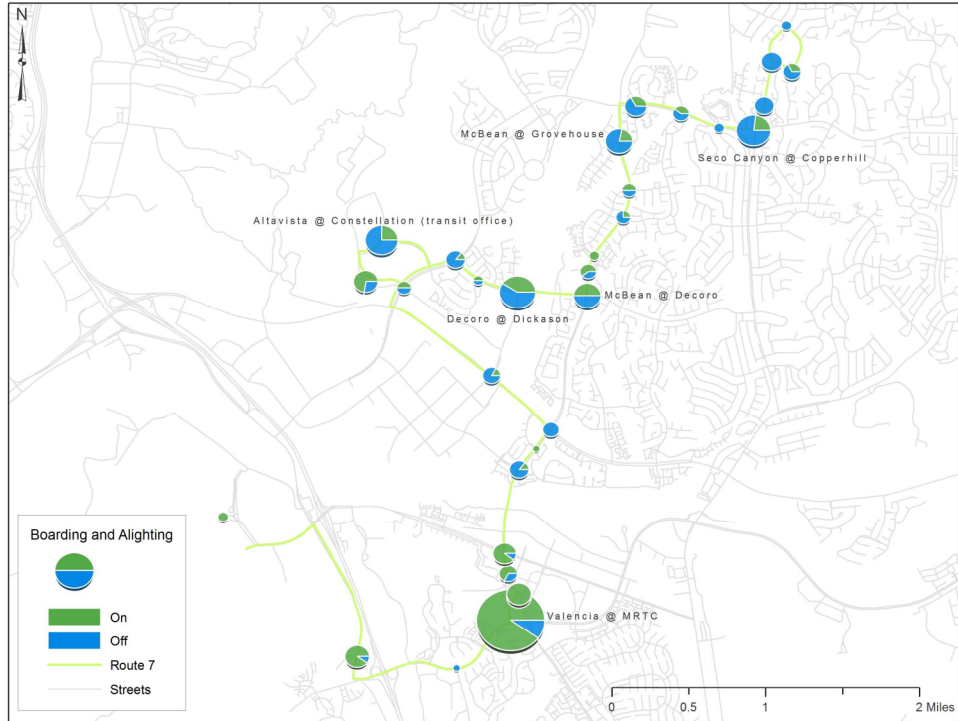 N
McBean @ Grovehouse
Seco Canyon @ Copperhill
Altavista @ Constellation (transit office)
McBean @ Decoro
Decoro @ Dickason
Boarding and Alighting
On
Off
Route 7
Streets
Valencia @ MRTC
0 0.5 1 2 Miles